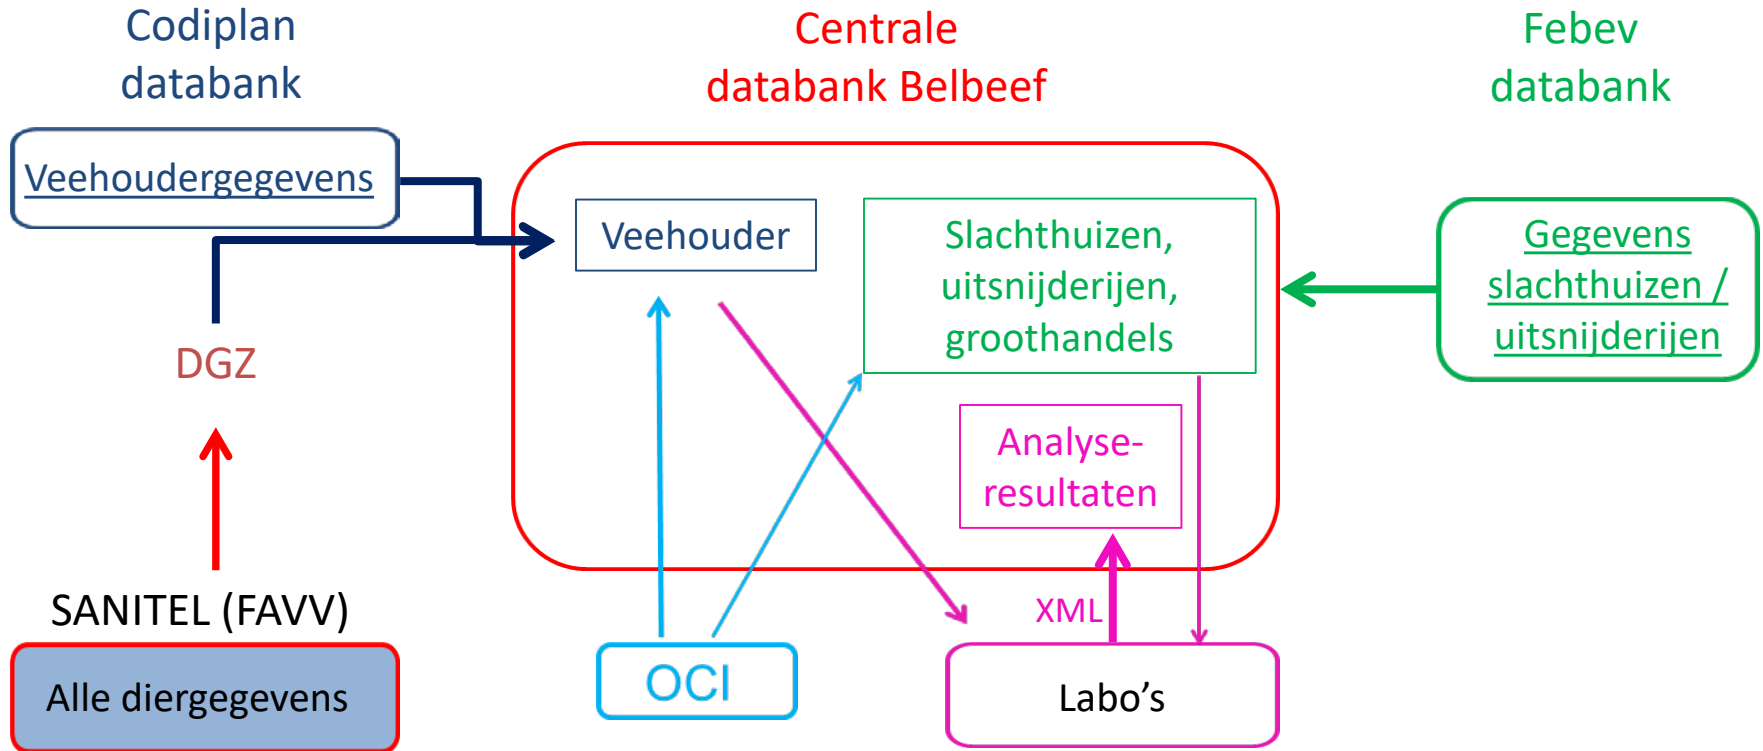 Codiplan
databank
Centrale
databank Belbeef
Febev
databank
Veehoudergegevens
Veehouder
Slachthuizen,
uitsnijderijen,
groothandels
Gegevens
slachthuizen /
uitsnijderijen
DGZ
Analyse-
resultaten
SANITEL (FAVV)
XML
Alle diergegevens
OCI
Labo’s